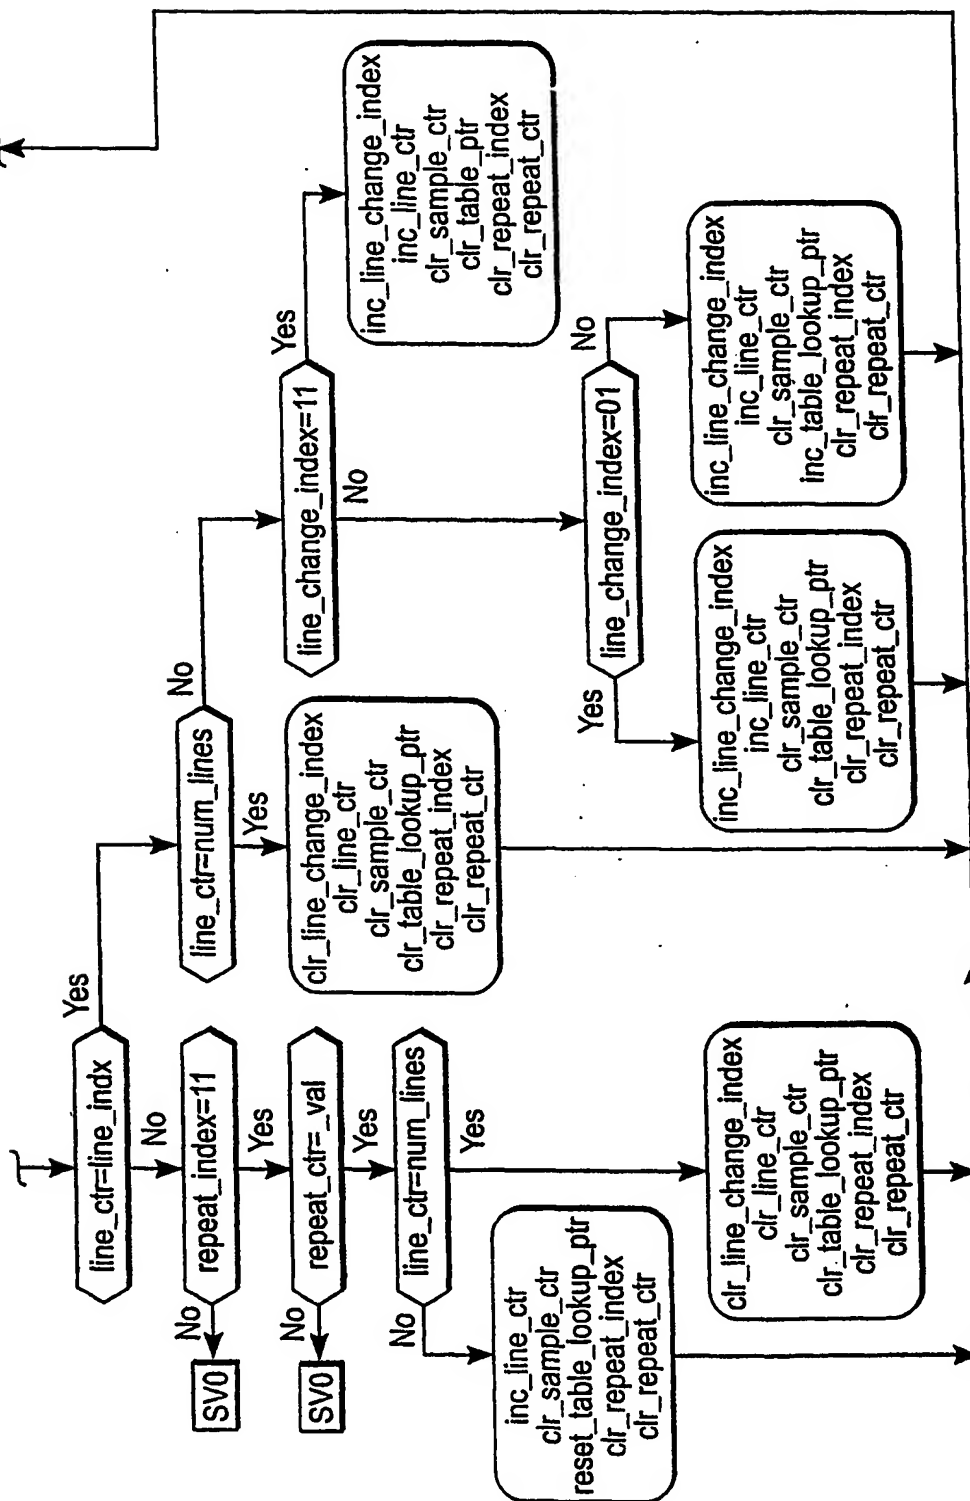 line_ctr=line_indx
Yes
No
repeat_index=11
No
SV0
Yes
repeat_ctr=_val
No
SV0
Yes
line_ctr=num_lines
No
Yes
inc_line_ctr
clr_sample_ctr
reset_table_lookup_ptr
clr_repeat_index
clr_repeat_ctr
clr_line_change_index
clr_line_ctr
clr_sample_ctr
clr_table_lookup_ptr
clr_repeat_index
clr_repeat_ctr
line_ctr=num_lines
No
Yes
clr_line_change_index
clr_line_ctr
clr_sample_ctr
clr_table_lookup_ptr
clr_repeat_index
clr_repeat_ctr
line_change_index=11
Yes
No
inc_line_change_index
inc_line_ctr
clr_sample_ctr
clr_table_ptr
clr_repeat_index
clr_repeat_ctr
line_change_index=01
Yes
No
inc_line_change_index
inc_line_ctr
clr_sample_ctr
clr_table_lookup_ptr
clr_repeat_index
clr_repeat_ctr
inc_line_change_index
inc_line_ctr
clr_sample_ctr
inc_table_lookup_ptr
clr_repeat_index
clr_repeat_ctr